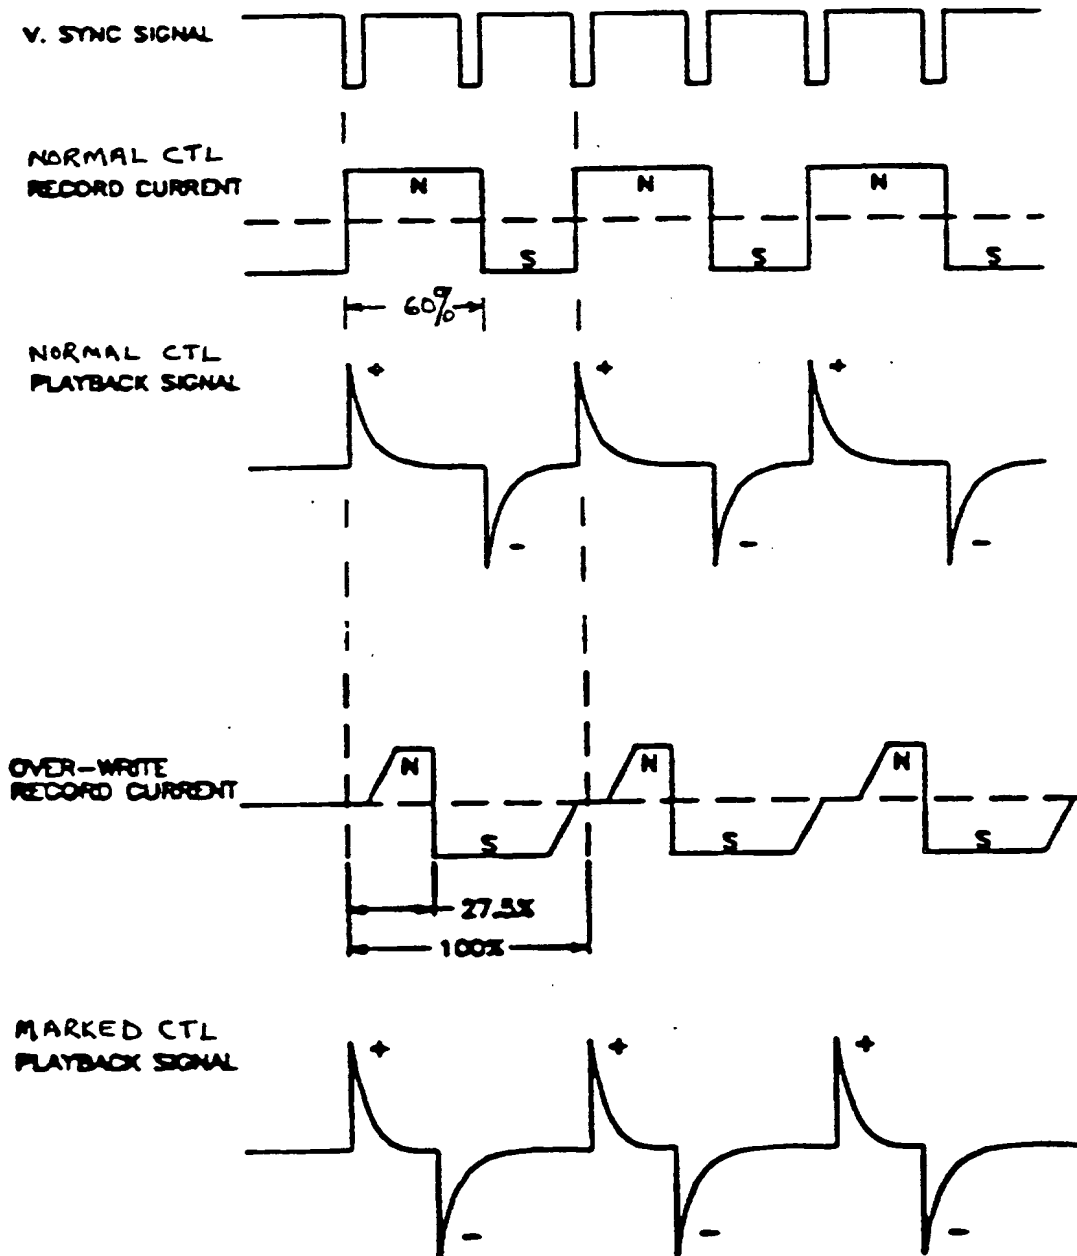 V. SYNC SIGNAL
NORMAL CTL
RECORD CURRENT
N
N
N
S
S
S
60%
NORMAL CTL
PLAYBACK SIGNAL
+
+
+
-
-
-
OVER-WRITE
RECORD CURRENT
N
N
N
S
S
S
27.5%
100%
MARKED CTL
PLAYBACK SIGNAL
+
+
+
-
-
-